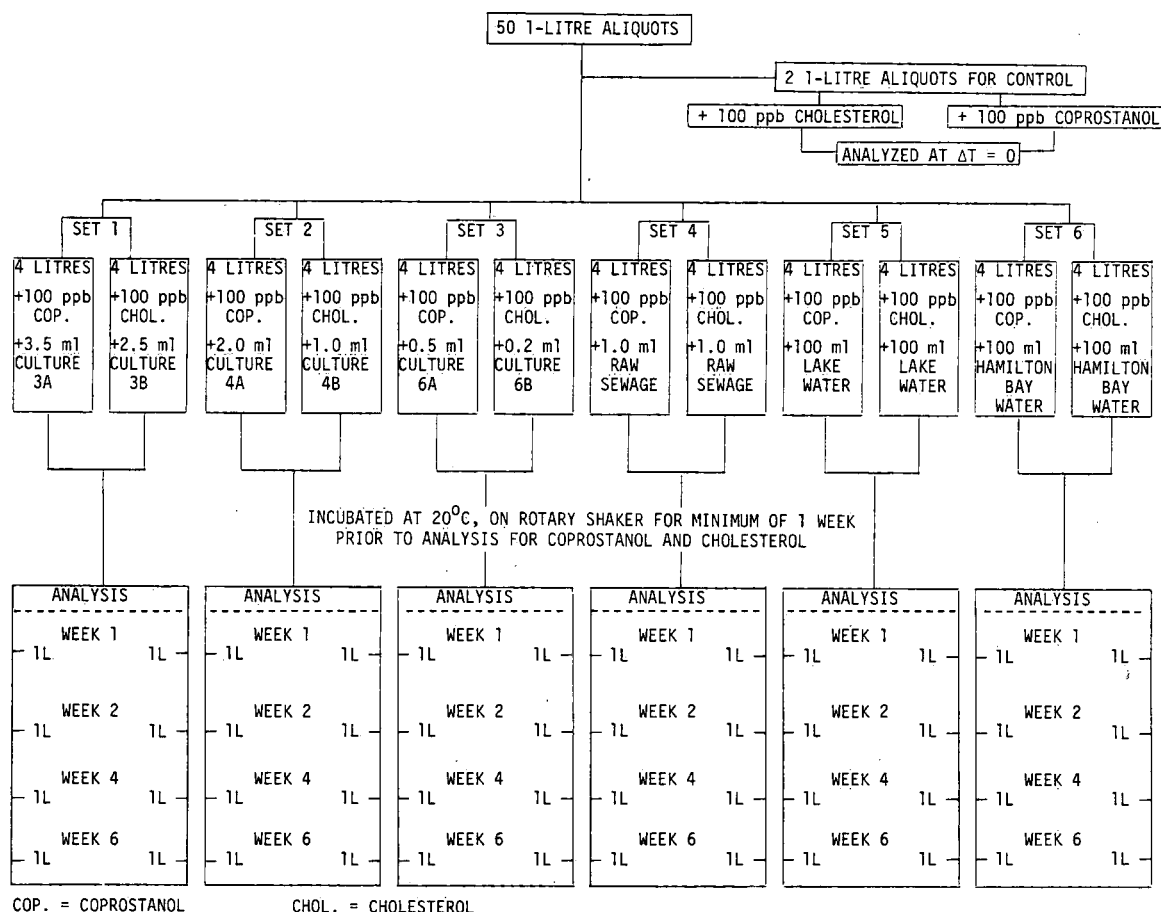 50 1-LITRE ALIQUOTS
2 1-LITRE ALIQUOTS FOR CONTROL
+ 100 ppb CHOLESTEROL
+ 100 ppb COPROSTANOL
ANALYZED AT ΔT = 0
SET 1
SET 2
SET 3
SET 4
SET 5
SET 6
4 LITRES
+100 ppb
COP.
+3.5 ml
CULTURE
3A
4 LITRES
+100 ppb
CHOL.
+2.5 ml
CULTURE
3B
4 LITRES
+100 ppb
COP.
+2.0 ml
CULTURE
4A
4 LITRES
+100 ppb
CHOL.
+1.0 ml
CULTURE
4B
4 LITRES
+100 ppb
COP.
+0.5 ml
CULTURE
6A
4 LITRES
+100 ppb
CHOL.
+0.2 ml
CULTURE
6B
4 LITRES
+100 ppb
COP.
+1.0 ml
RAW
SEWAGE
4 LITRES
+100 ppb
CHOL.
+1.0 ml
RAW
SEWAGE
4 LITRES
+100 ppb
COP.
+100 ml
LAKE
WATER
4 LITRES
+100 ppb
CHOL.
+100 ml
LAKE
WATER
4 LITRES
+100 ppb
COP.
+100 ml
HAMILTON
BAY
WATER
4 LITRES
+100 ppb
CHOL.
+100 ml
HAMILTON
BAY
WATER
INCUBATED AT 20°C, ON ROTARY SHAKER FOR MINIMUM OF 1 WEEK
PRIOR TO ANALYSIS FOR COPROSTANOL AND CHOLESTEROL
ANALYSIS
WEEK 1
1L 1L
WEEK 2
1L 1L
WEEK 4
1L 1L
WEEK 6
1L 1L
ANALYSIS
WEEK 1
1L 1L
WEEK 2
1L 1L
WEEK 4
1L 1L
WEEK 6
1L 1L
ANALYSIS
WEEK 1
1L 1L
WEEK 2
1L 1L
WEEK 4
1L 1L
WEEK 6
1L 1L
ANALYSIS
WEEK 1
1L 1L
WEEK 2
1L 1L
WEEK 4
1L 1L
WEEK 6
1L 1L
ANALYSIS
WEEK 1
1L 1L
WEEK 2
1L 1L
WEEK 4
1L 1L
WEEK 6
1L 1L
ANALYSIS
WEEK 1
1L 1L
WEEK 2
1L 1L
WEEK 4
1L 1L
WEEK 6
1L 1L
COP. = COPROSTANOL
CHOL. = CHOLESTEROL